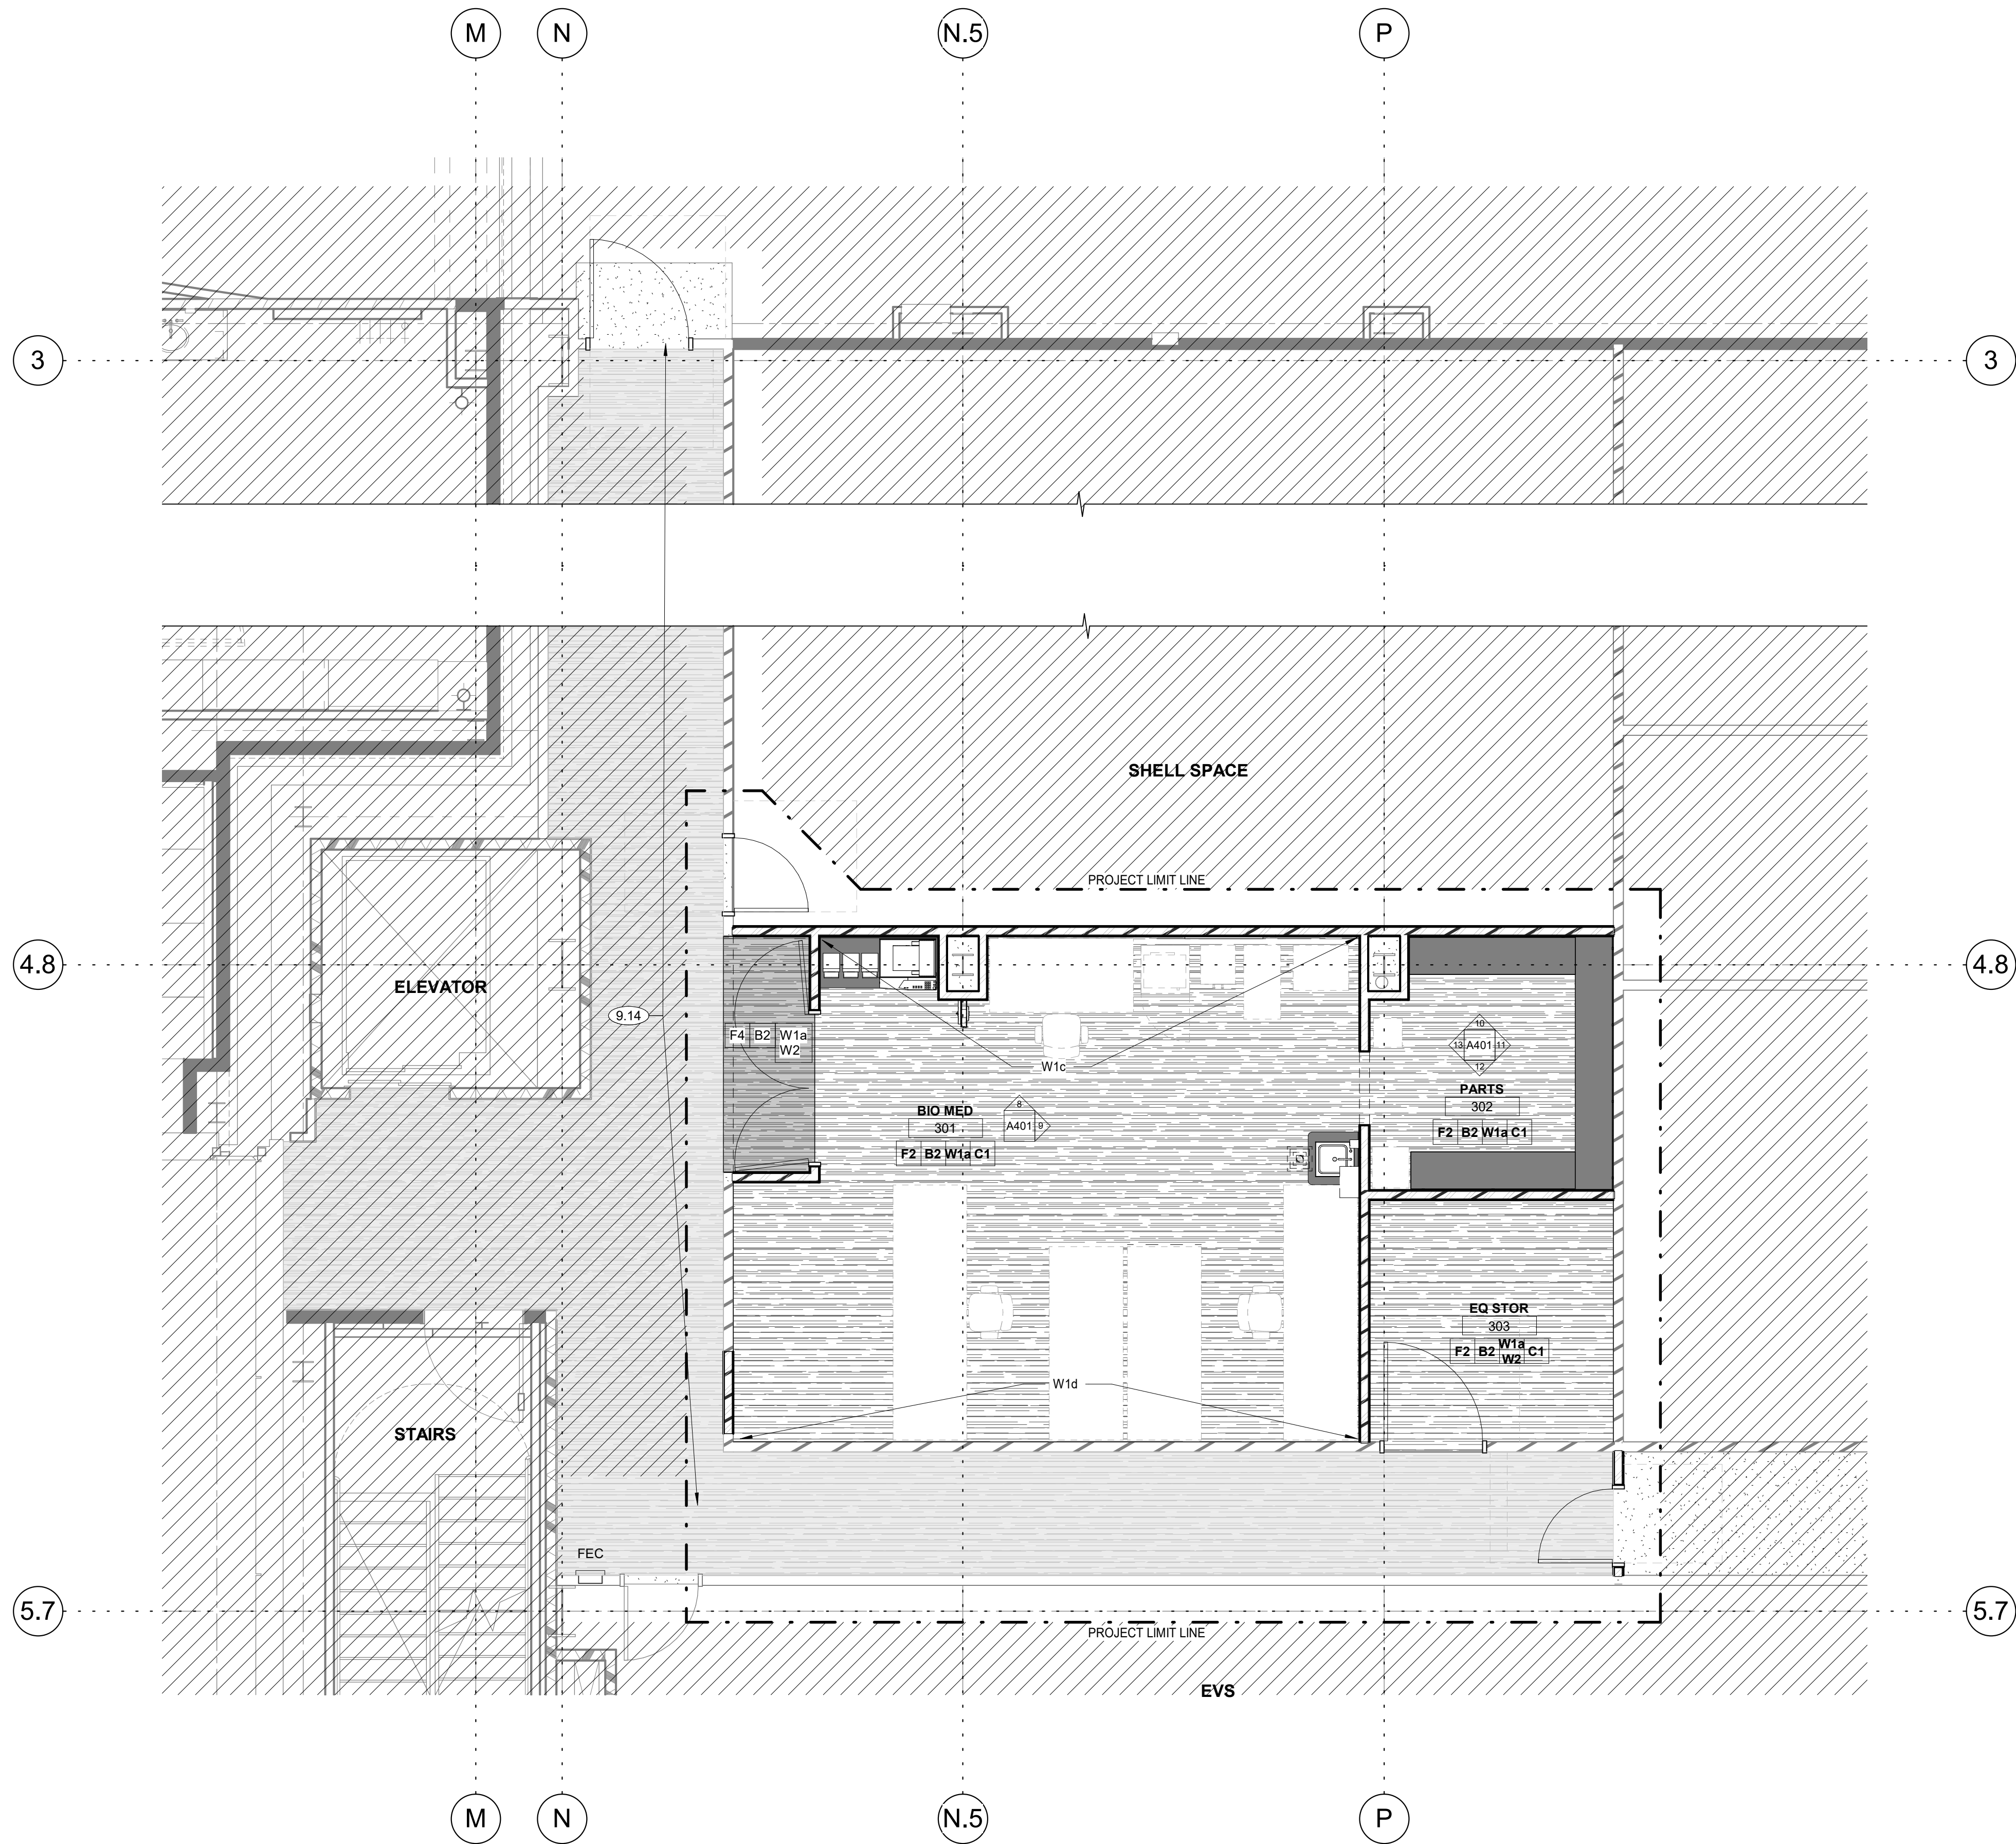 M N N.5 P
3 3
SHELL SPACE
PROJECT LIMIT LINE
4.8 4.8
ELEVATOR
9.14
F4 B2 W1a
W2
10
13 A401 11
12
W1c
PARTS
302
8
A401 9
BIO MED
301
F2 B2 W1a C1
F2 B2 W1a C1
EQ STOR
303
F2 B2 W1a C1
W2
W1d
STAIRS
FEC
5.7 5.7
PROJECT LIMIT LINE
EVS
M N N.5 P